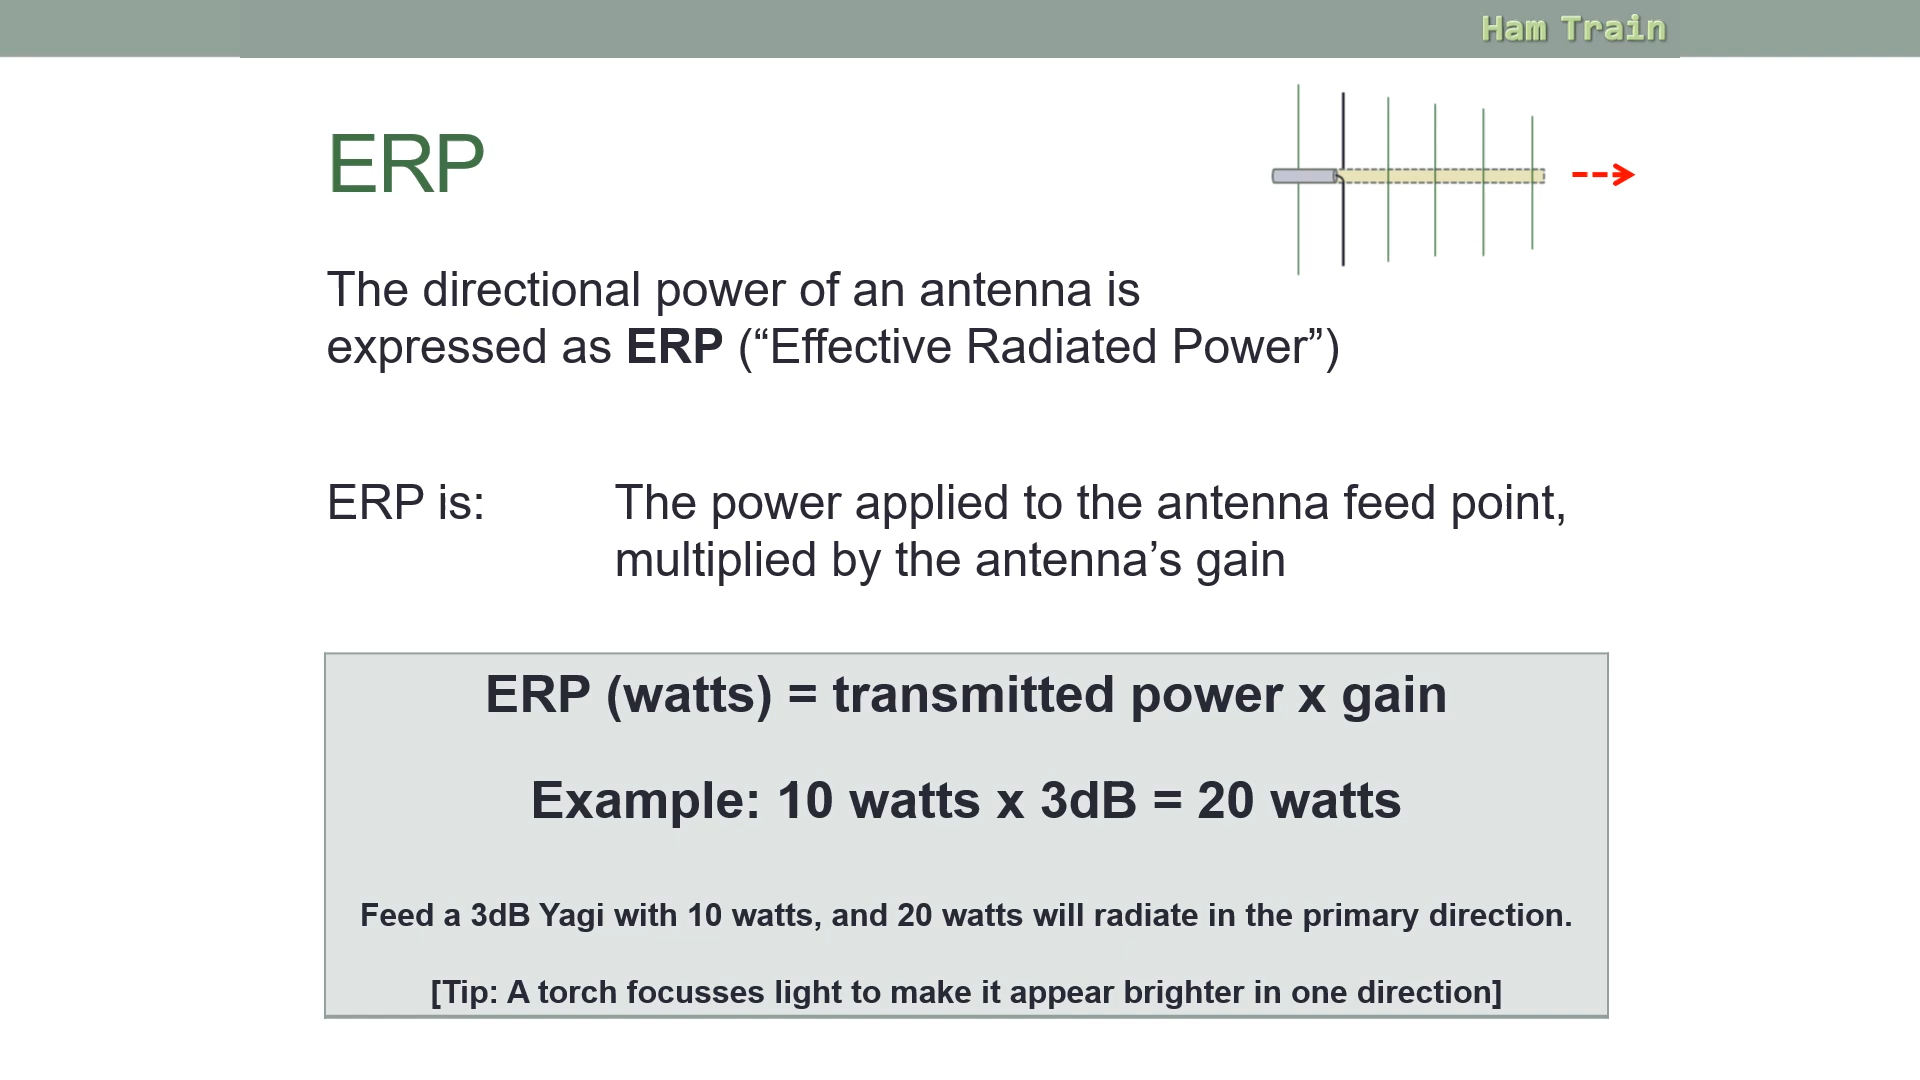 Ham Train
ERP
The directional power of an antenna is
expressed as ERP (“Effective Radiated Power”)
ERP is: The power applied to the antenna feed point,
multiplied by the antenna’s gain
ERP (watts) = transmitted power x gain
Example: 10 watts x 3dB = 20 watts
Feed a 3dB Yagi with 10 watts, and 20 watts will radiate in the primary direction.
[Tip: A torch focusses light to make it appear brighter in one direction]